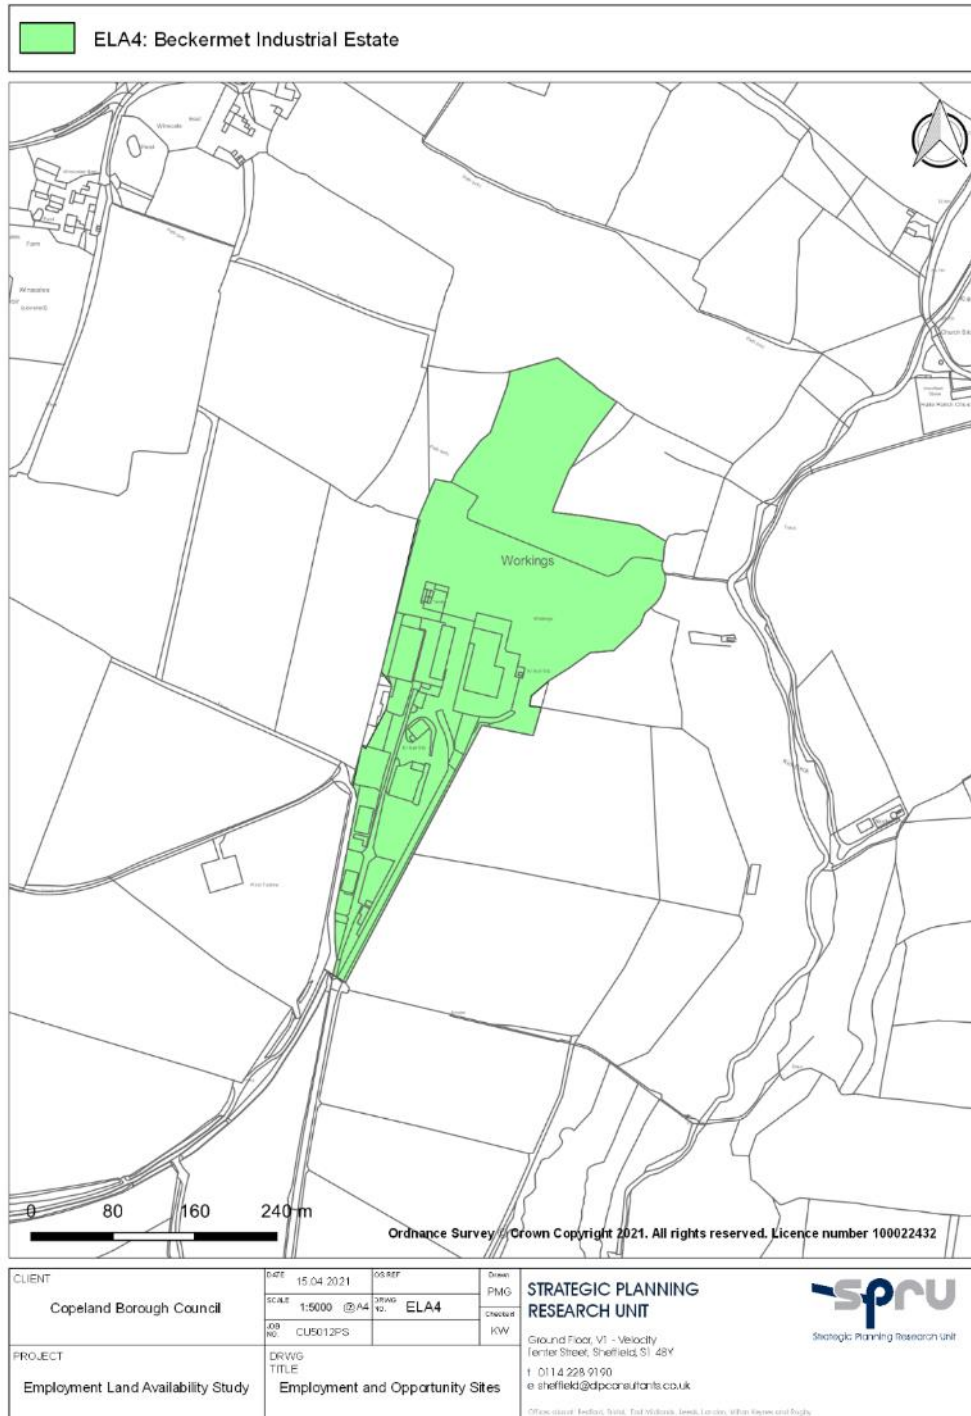 ELA4: Beckermet Industrial Estate
Workings
0 80 160 240 m
Ordnance Survey © Crown Copyright 2021. All rights reserved. Licence number 100022432
CLIENT
Copeland Borough Council
DATE 15.04.2021
OS REF
SCALE 1:5000 @A4
DRWG NO. ELA4
JOB NO. CU5012PS
Drawn
PMG
Checked
KW
PROJECT
Employment Land Availability Study
DRWG TITLE
Employment and Opportunity Sites
STRATEGIC PLANNING
RESEARCH UNIT
Ground Floor, V1 - Velocity
Tenter Street, Sheffield, S1 4BY
t 0114 228 9190
e sheffield@dlpconsultants.co.uk
spru
Strategic Planning Research Unit